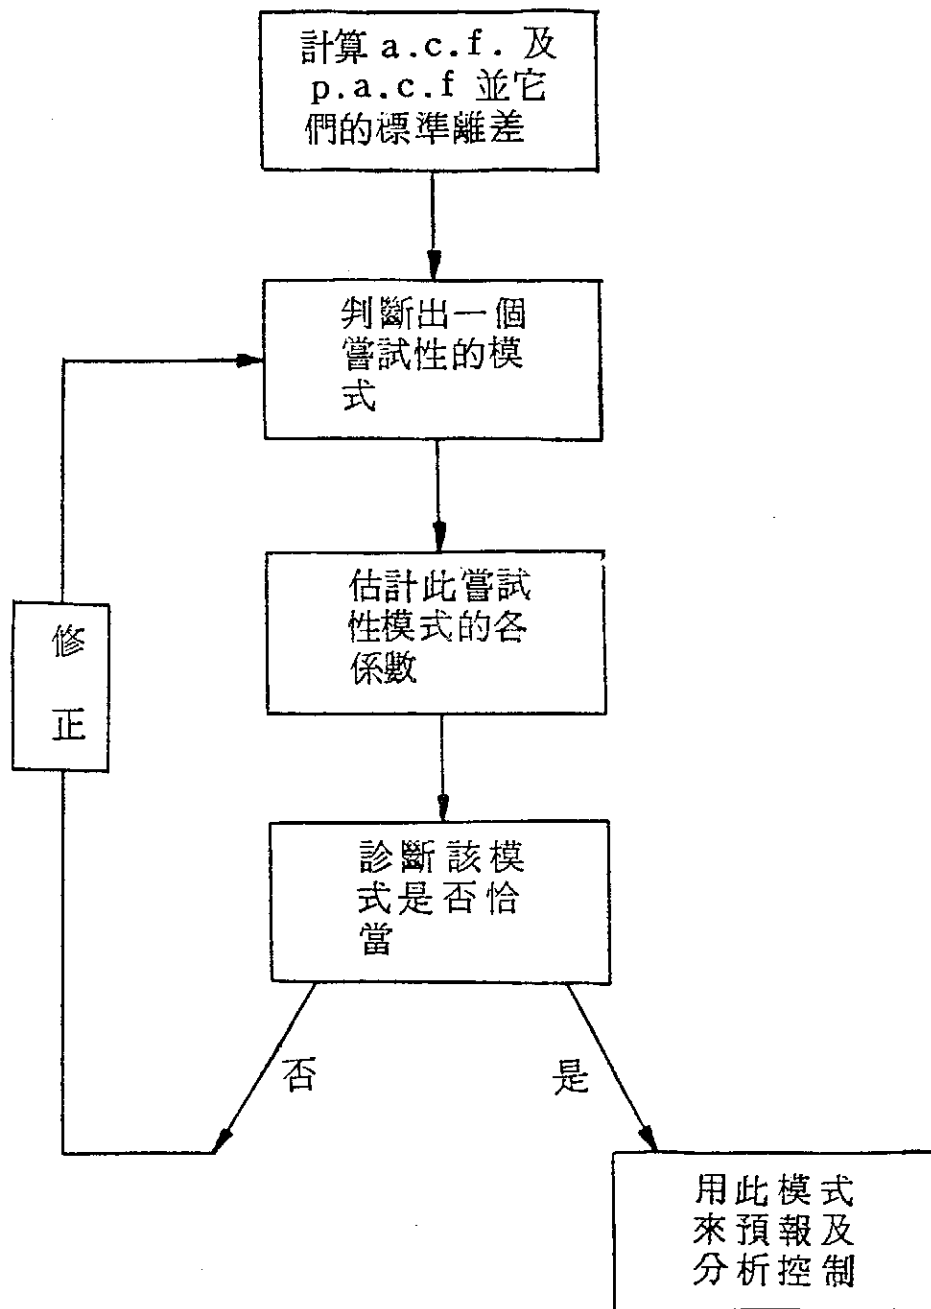 計算 a.c.f. 及
p.a.c.f 並它
們的標準離差
判斷出一個
嘗試性的模
式
估計此嘗試
性模式的各
係數
修
正
診斷該模
式是否恰
當
否
是
用此模式
來預報及
分析控制